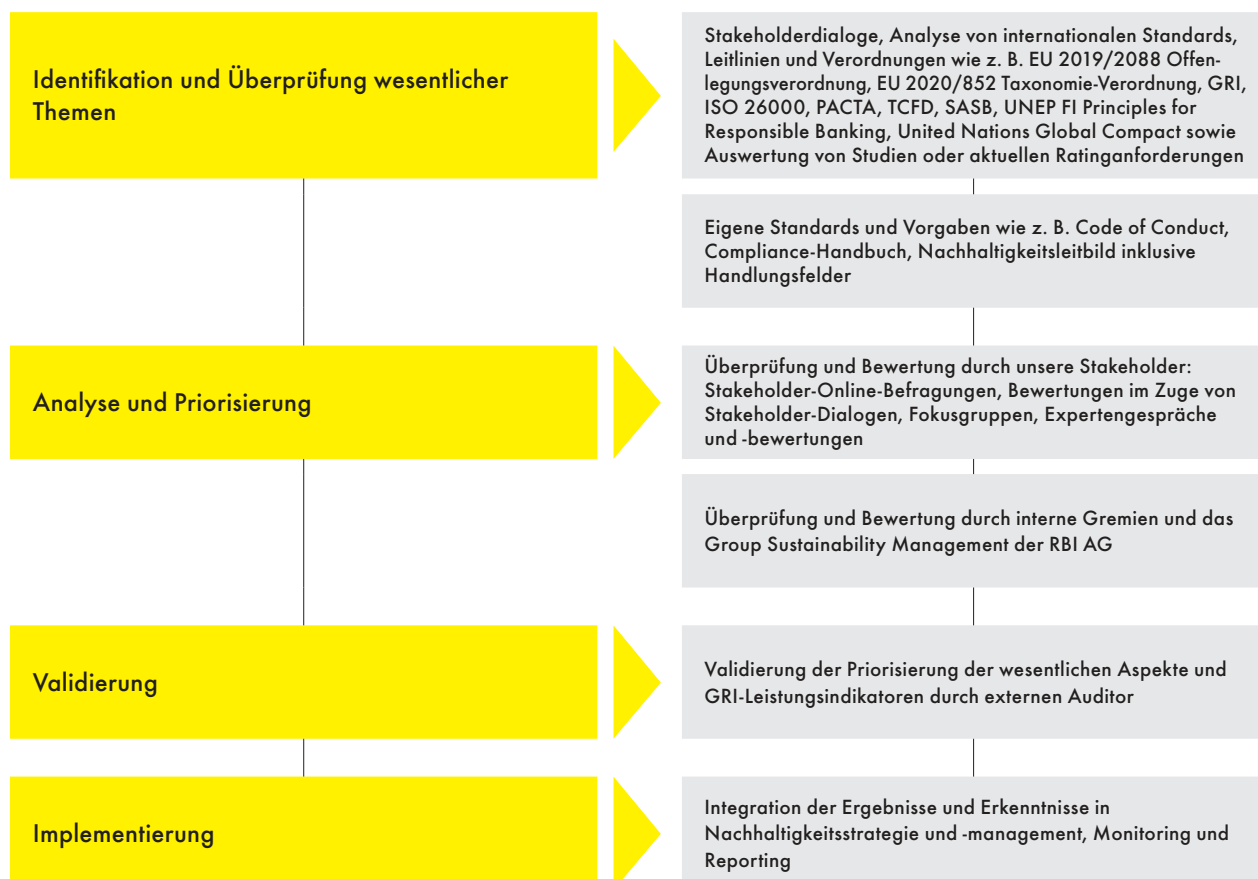 Identifikation und Überprüfung wesentlicher
Themen
Stakeholderdialoge, Analyse von internationalen Standards,
Leitlinien und Verordnungen wie z. B. EU 2019/2088 Offen-
legungsverordnung, EU 2020/852 Taxonomie-Verordnung, GRI,
ISO 26000, PACTA, TCFD, SASB, UNEP FI Principles for
Responsible Banking, United Nations Global Compact sowie
Auswertung von Studien oder aktuellen Ratinganforderungen
Eigene Standards und Vorgaben wie z. B. Code of Conduct,
Compliance-Handbuch, Nachhaltigkeitsleitbild inklusive
Handlungsfelder
Analyse und Priorisierung
Überprüfung und Bewertung durch unsere Stakeholder:
Stakeholder-Online-Befragungen, Bewertungen im Zuge von
Stakeholder-Dialogen, Fokusgruppen, Expertengespräche
und -bewertungen
Überprüfung und Bewertung durch interne Gremien und das
Group Sustainability Management der RBI AG
Validierung
Validierung der Priorisierung der wesentlichen Aspekte und
GRI-Leistungsindikatoren durch externen Auditor
Implementierung
Integration der Ergebnisse und Erkenntnisse in
Nachhaltigkeitsstrategie und -management, Monitoring und
Reporting